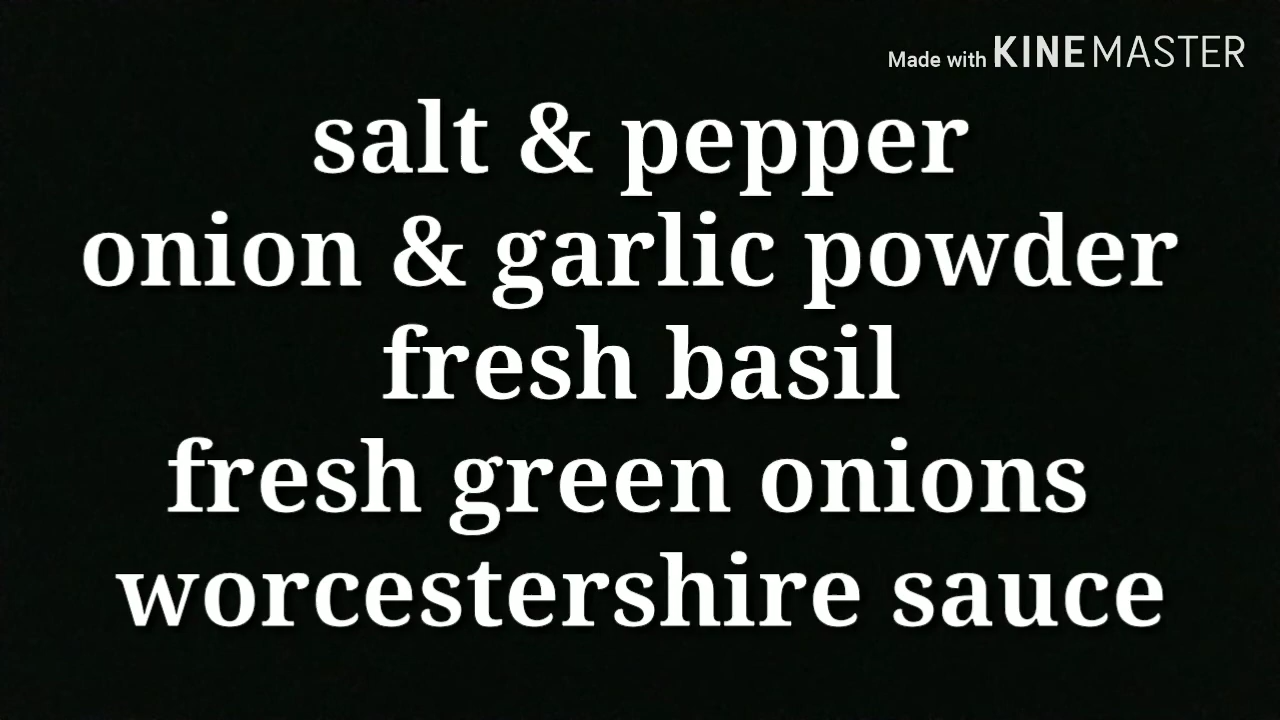 Made with KINEMASTER
salt & pepper
onion & garlic powder
fresh basil
fresh green onions
worcestershire sauce